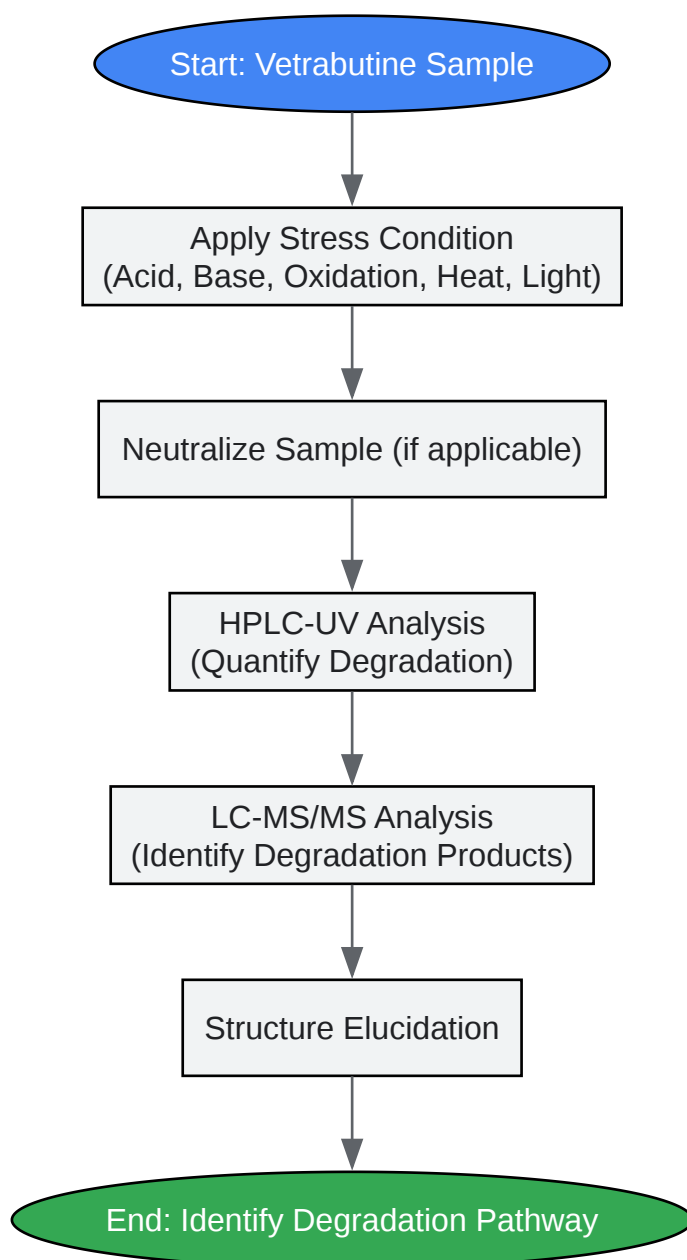 Start: Vetrabutine Sample
Apply Stress Condition
(Acid, Base, Oxidation, Heat, Light)
Neutralize Sample (if applicable)
HPLC-UV Analysis
(Quantify Degradation)
LC-MS/MS Analysis
(Identify Degradation Products)
Structure Elucidation
End: Identify Degradation Pathway